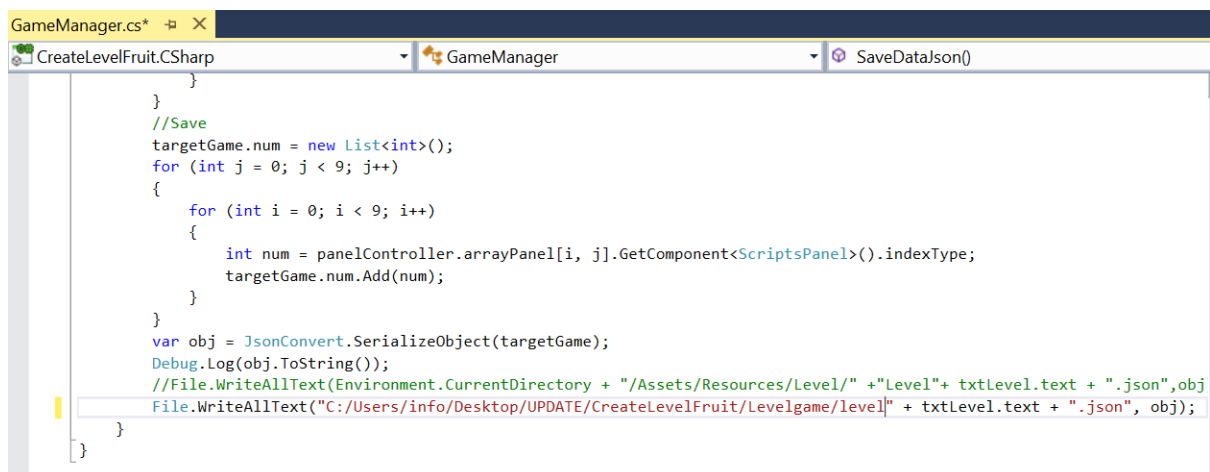 GameManager.cs*
CreateLevelFruit.CSharp GameManager SaveDataJson()
}
}
//Save
targetGame.num = new List<int>();
for (int j = 0; j < 9; j++)
{
for (int i = 0; i < 9; i++)
{
int num = panelController.arrayPanel[i, j].GetComponent<ScriptsPanel>().indexType;
targetGame.num.Add(num);
}
}
var obj = JsonConvert.SerializeObject(targetGame);
Debug.Log(obj.ToString());
//File.WriteAllText(Environment.CurrentDirectory + "/Assets/Resources/Level/" +"Level"+ txtLevel.text + ".json",obj
File.WriteAllText("C:/Users/info/Desktop/UPDATE/CreateLevelFruit/Levelgame/level" + txtLevel.text + ".json", obj);
}
}